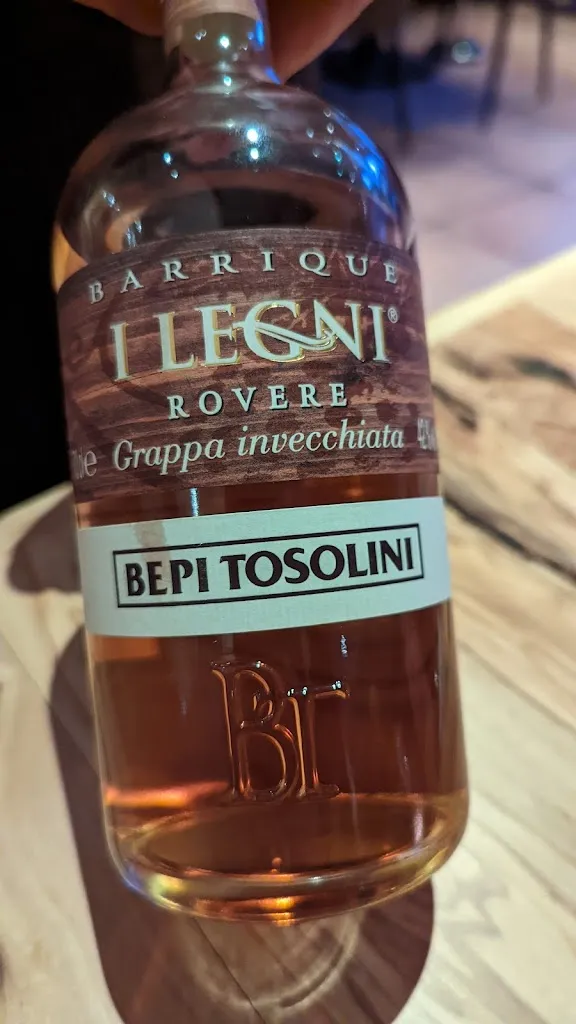 BARRIQUE
I LEGNI®
ROVERE
Grappa invecchiata
BEPI TOSOLINI
BT